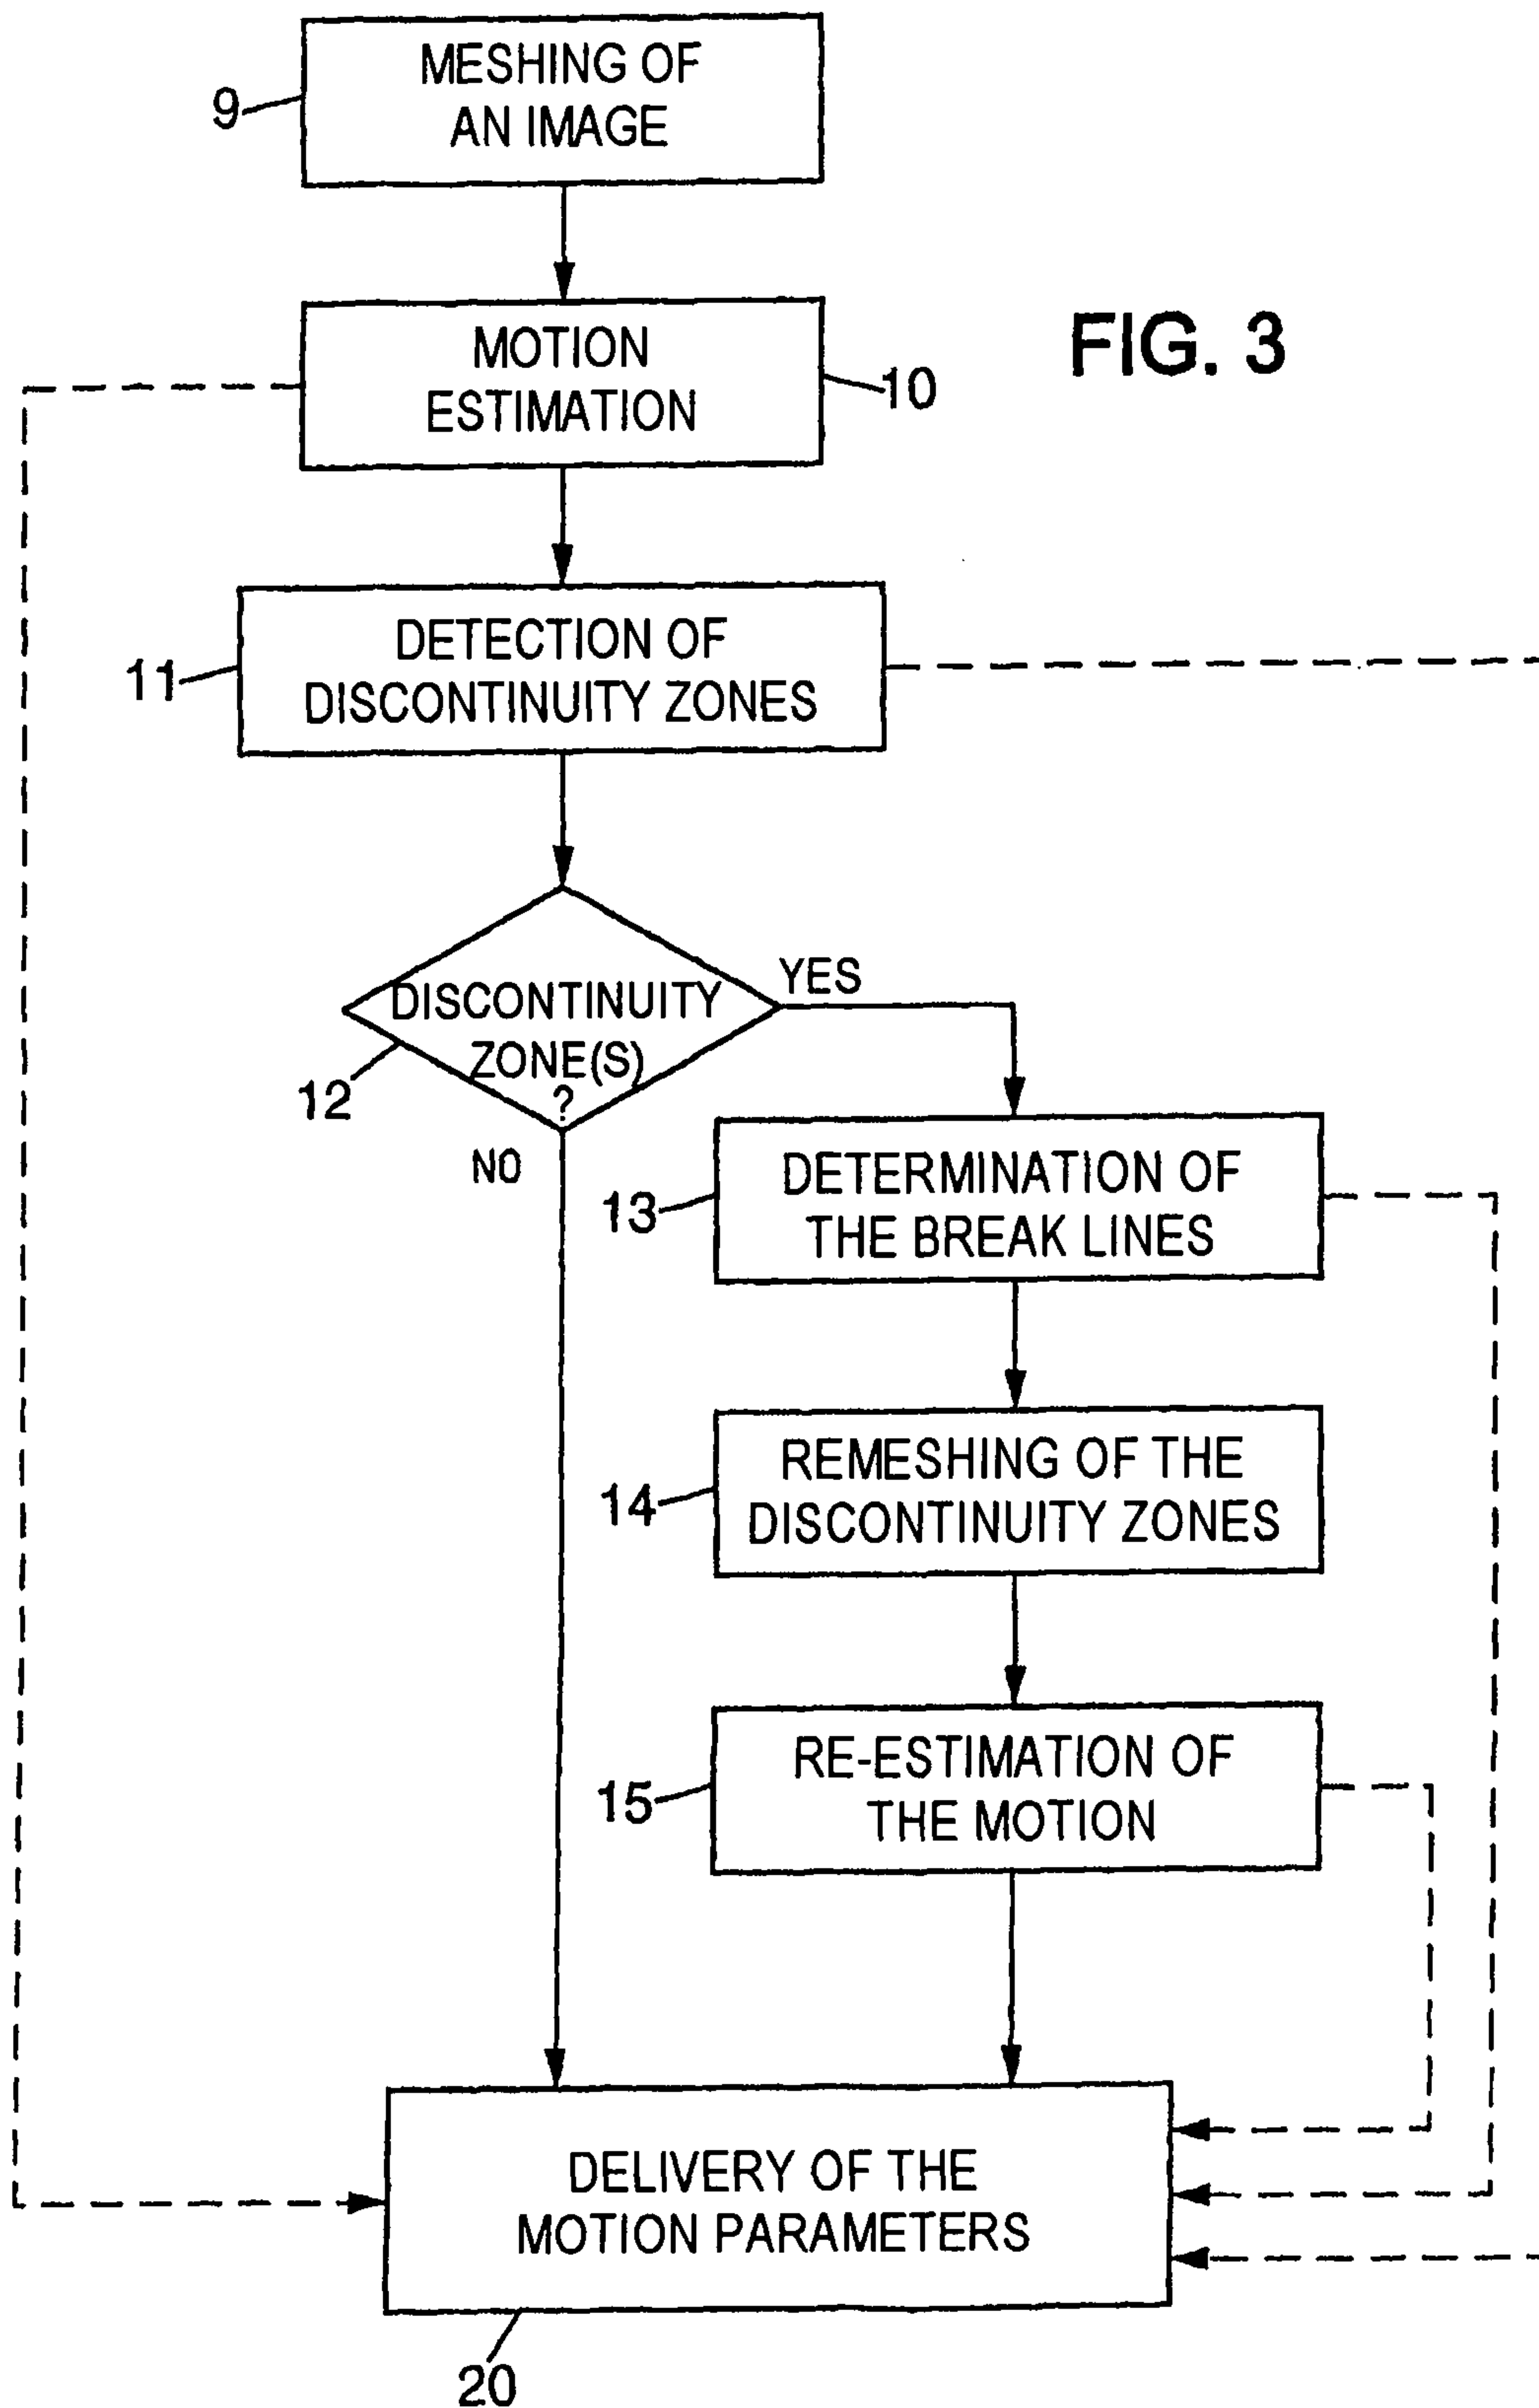 MESHING OF
AN IMAGE
9
MOTION
ESTIMATION
10
FIG. 3
DETECTION OF
DISCONTINUITY ZONES
11
DISCONTINUITY
ZONE(S)
?
12
YES
NO
DETERMINATION OF
THE BREAK LINES
13
REMESHING OF THE
DISCONTINUITY ZONES
14
RE-ESTIMATION OF
THE MOTION
15
DELIVERY OF THE
MOTION PARAMETERS
20